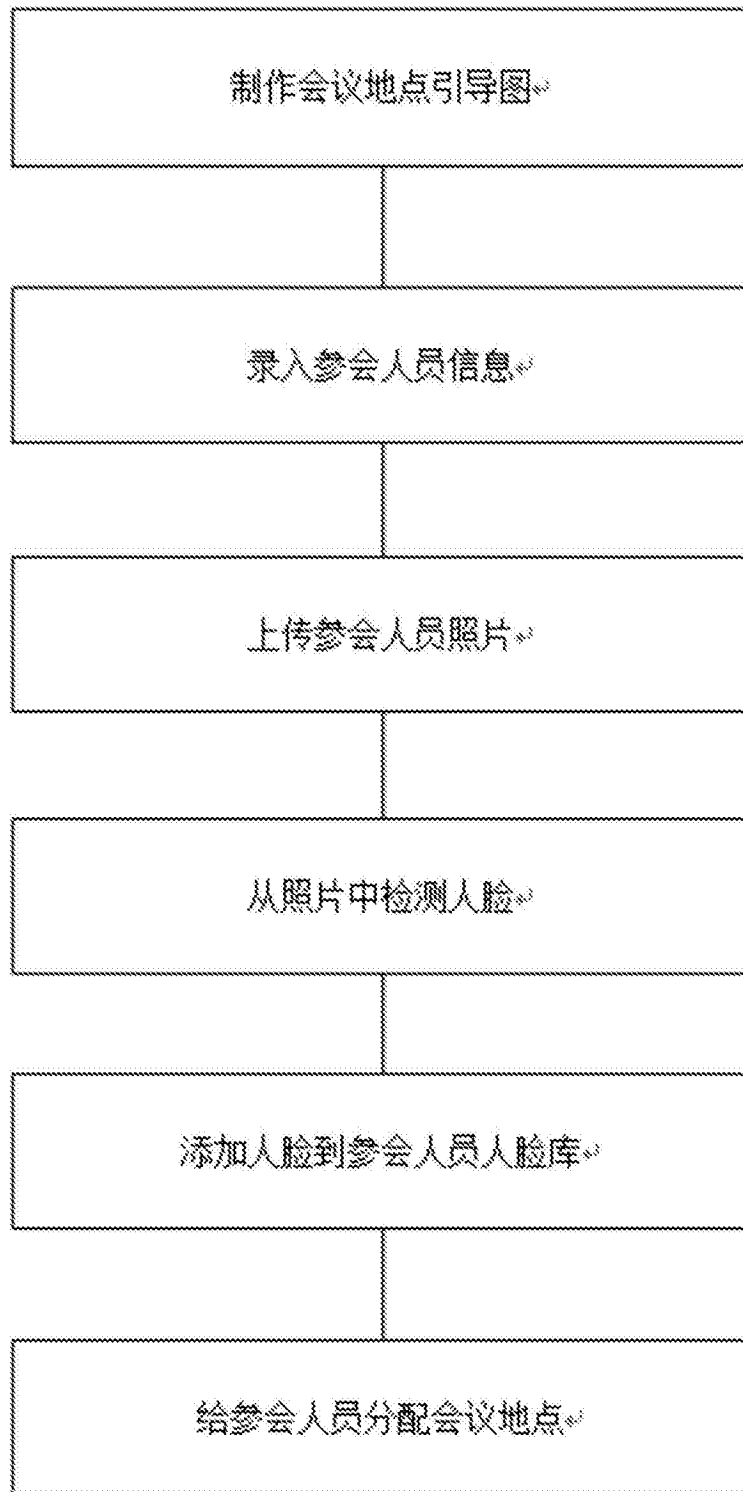 制作会议地点引导图
录入参会人员信息
上传参会人员照片
从照片中检测人脸
添加人脸到参会人员人脸库
给参会人员分配会议地点